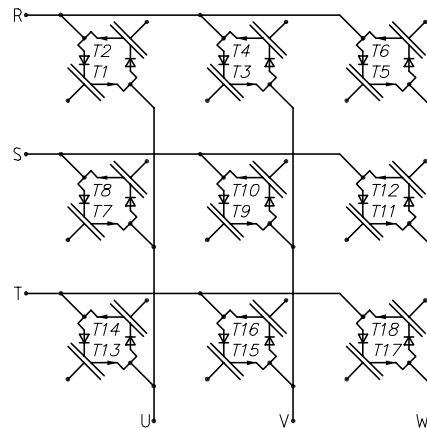 R
T2 T4 T6
T1 T3 T5
S
T8 T10 T12
T7 T9 T11
T
T14 T16 T18
T13 T15 T17
U V W